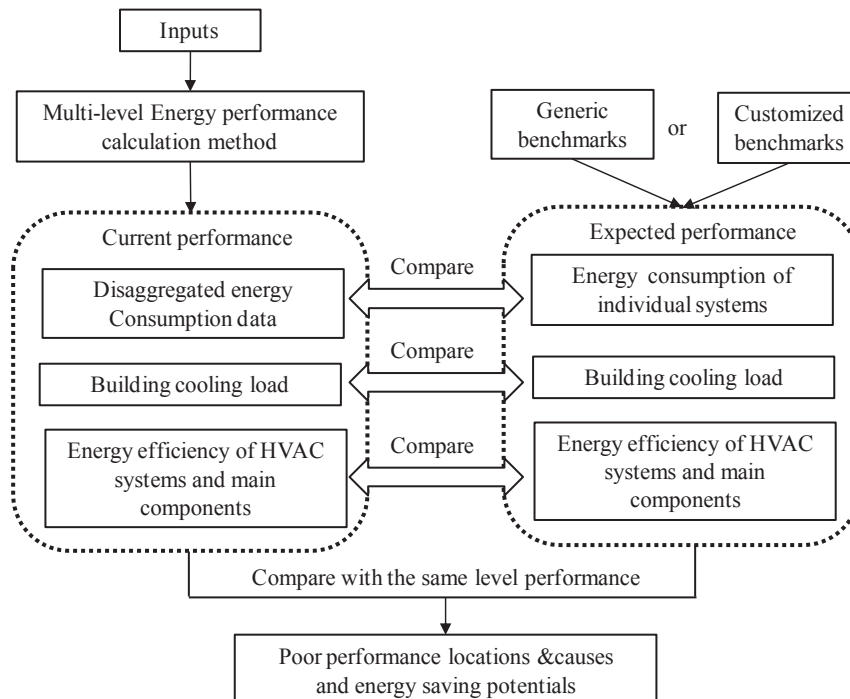 Inputs
Multi-level Energy performance
calculation method
Generic
benchmarks
or
Customized
benchmarks
Current performance
Disaggregated energy
Consumption data
Building cooling load
Energy efficiency of HVAC
systems and main
components
Compare
Compare
Compare
Expected performance
Energy consumption of
individual systems
Building cooling load
Energy efficiency of HVAC
systems and main
components
Compare with the same level performance
Poor performance locations &causes
and energy saving potentials